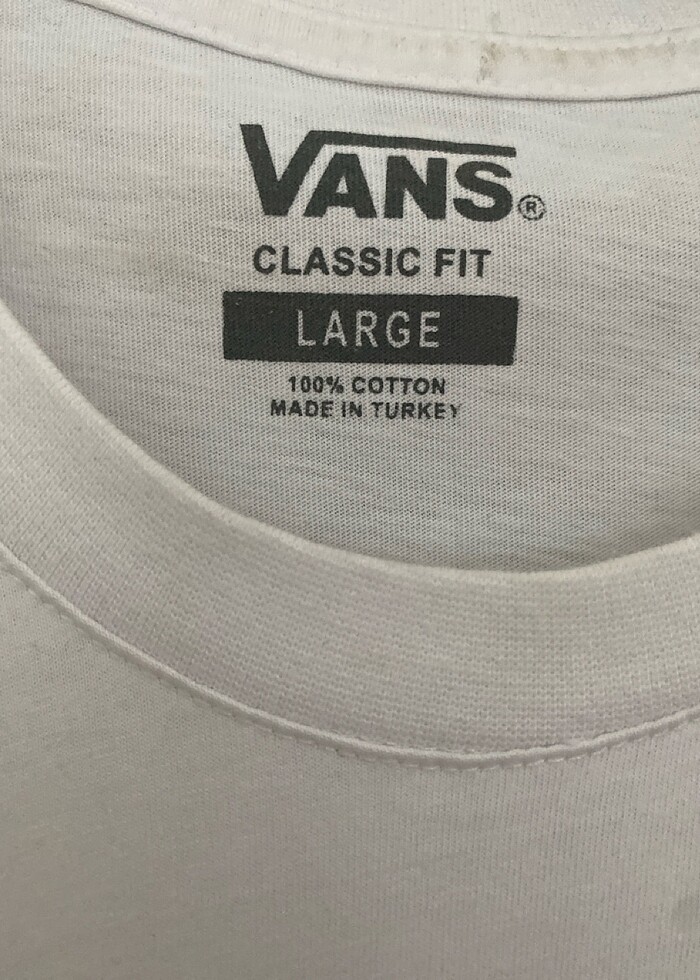 VANS®
CLASSIC FIT
LARGE
100% COTTON
MADE IN TURKEY